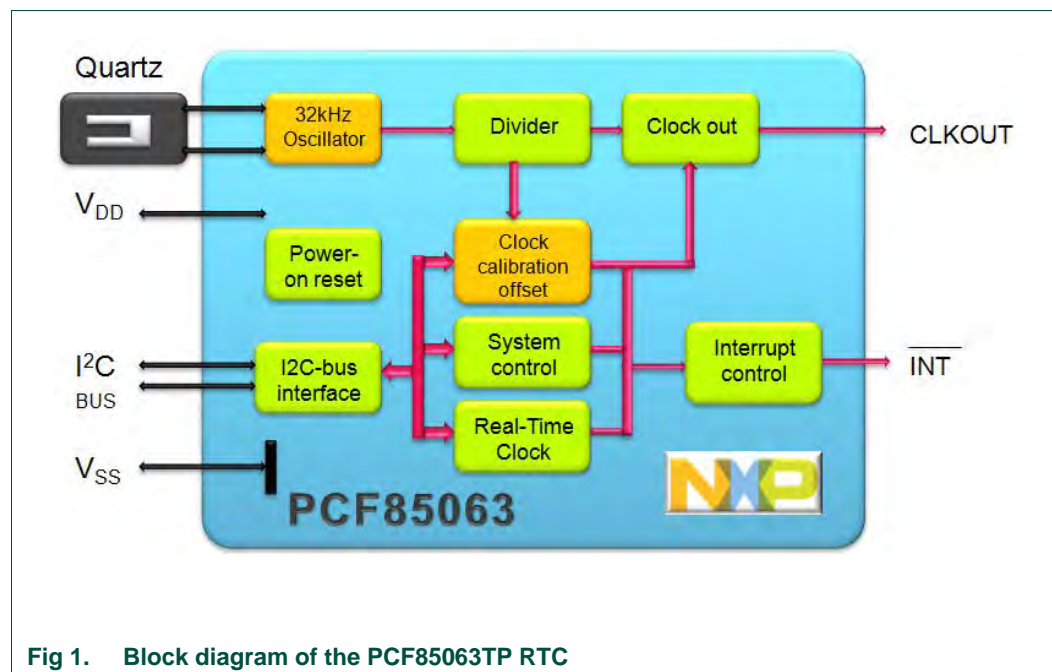 Quartz
32kHz
Oscillator
Divider
Clock out
CLKOUT
VDD
Power-
on reset
Clock
calibration
offset
I²C
BUS
I2C-bus
interface
System
control
Interrupt
control
INT
Real-Time
Clock
VSS
PCF85063
NXP
Fig 1. Block diagram of the PCF85063TP RTC